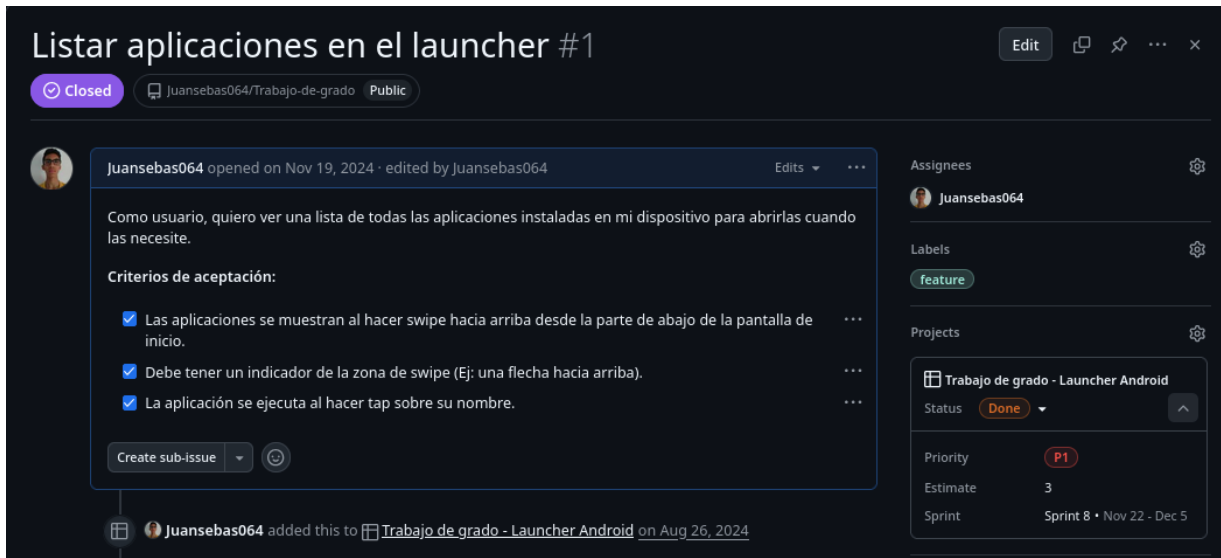 Listar aplicaciones en el launcher #1
Edit
Closed
Juansebas064/Trabajo-de-grado Public
Juansebas064 opened on Nov 19, 2024 · edited by Juansebas064
Edits
Como usuario, quiero ver una lista de todas las aplicaciones instaladas en mi dispositivo para abrirlas cuando
las necesite.
Criterios de aceptación:
Las aplicaciones se muestran al hacer swipe hacia arriba desde la parte de abajo de la pantalla de
inicio.
Debe tener un indicador de la zona de swipe (Ej: una flecha hacia arriba).
La aplicación se ejecuta al hacer tap sobre su nombre.
Create sub-issue
Juansebas064 added this to Trabajo de grado - Launcher Android on Aug 26, 2024
Assignees
Juansebas064
Labels
feature
Projects
Trabajo de grado - Launcher Android
Status Done
Priority P1
Estimate 3
Sprint Sprint 8 • Nov 22 - Dec 5